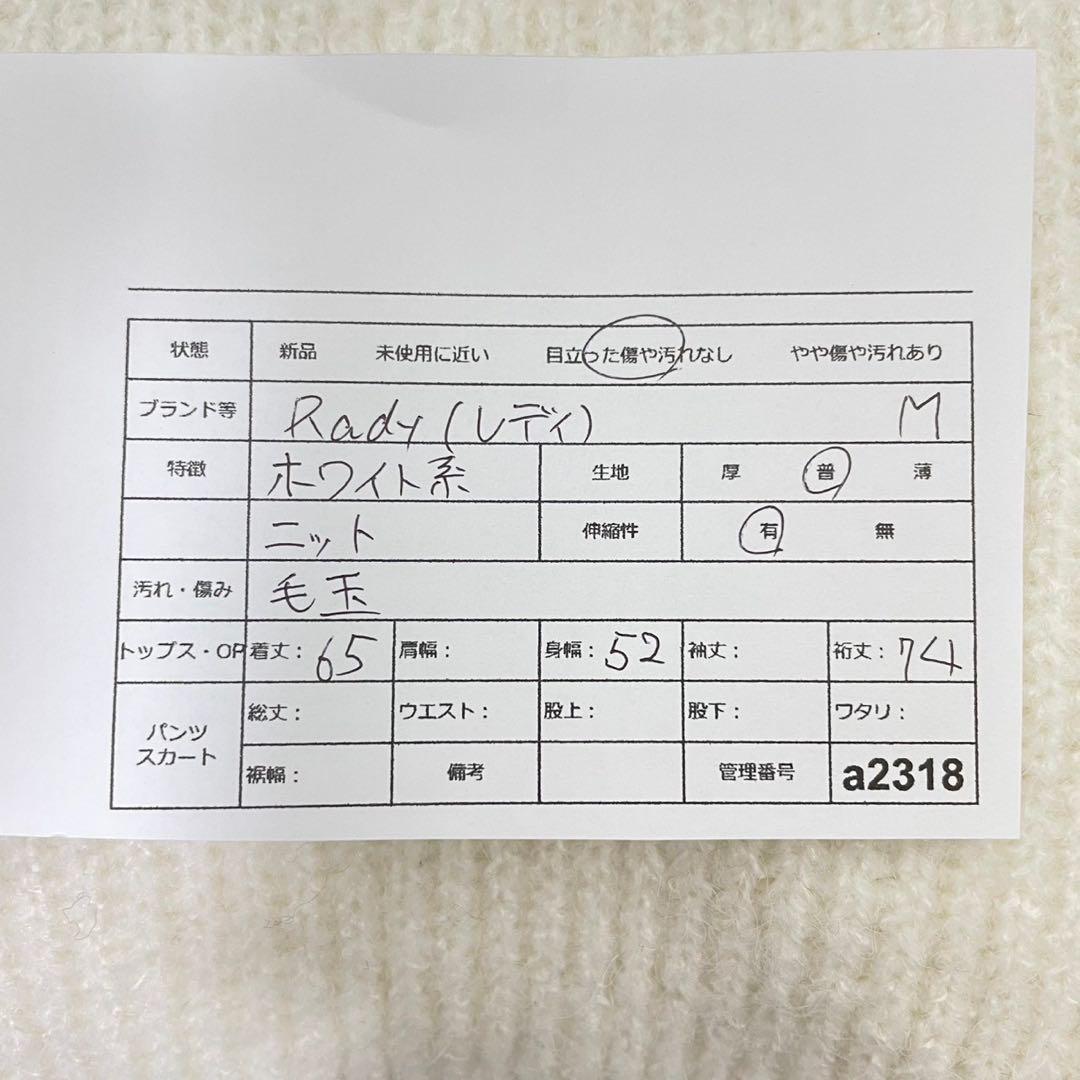 状態 新品 未使用に近い 目立った傷や汚れなし やや傷や汚れあり
ブランド等 Rady(レディ) M
特徴 ホワイト系 生地 厚 普 薄
ニット 伸縮性 有 無
汚れ・傷み 毛玉
トップス・OP 着丈: 65 肩幅: 身幅: 52 袖丈: 裄丈: 74
パンツ スカート 総丈: ウエスト: 股上: 股下: ワタリ:
裾幅: 備考 管理番号 a2318